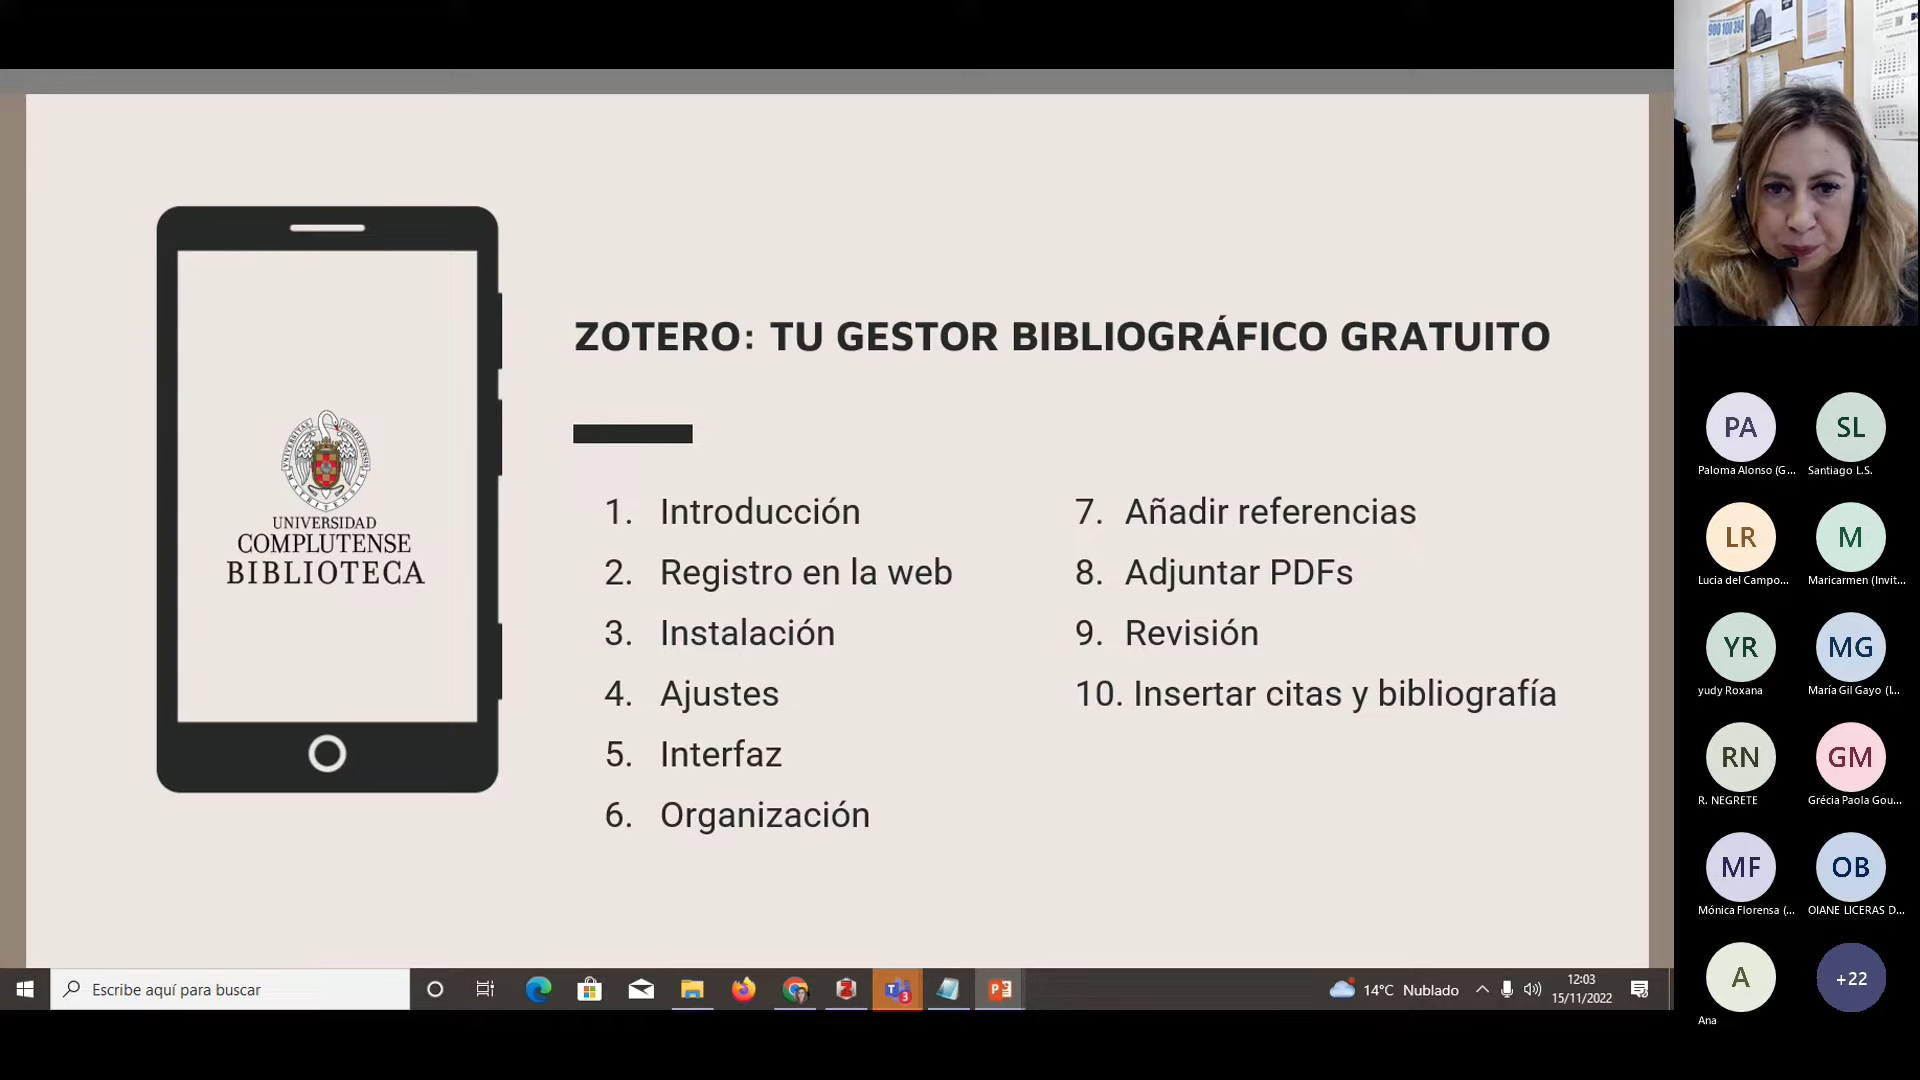 ZOTERO: TU GESTOR BIBLIOGRÁFICO GRATUITO
1. Introducción
2. Registro en la web
3. Instalación
4. Ajustes
5. Interfaz
6. Organización
7. Añadir referencias
8. Adjuntar PDFs
9. Revisión
10. Insertar citas y bibliografía
UNIVERSIDAD
COMPLUTENSE
BIBLIOTECA
900 100 394
PA
Paloma Alonso (G...
SL
Santiago L.S.
LR
Lucia del Campo...
M
Maricarmen (Invit...
YR
yudy Roxana
MG
María Gil Gayo (I...
RN
R. NEGRETE
GM
Grécia Paola Gou...
MF
Mónica Florensa (...
OB
OIANE LICERAS D...
A
Ana
+22
Escribe aquí para buscar
3
14°C Nublado
12:03
15/11/2022